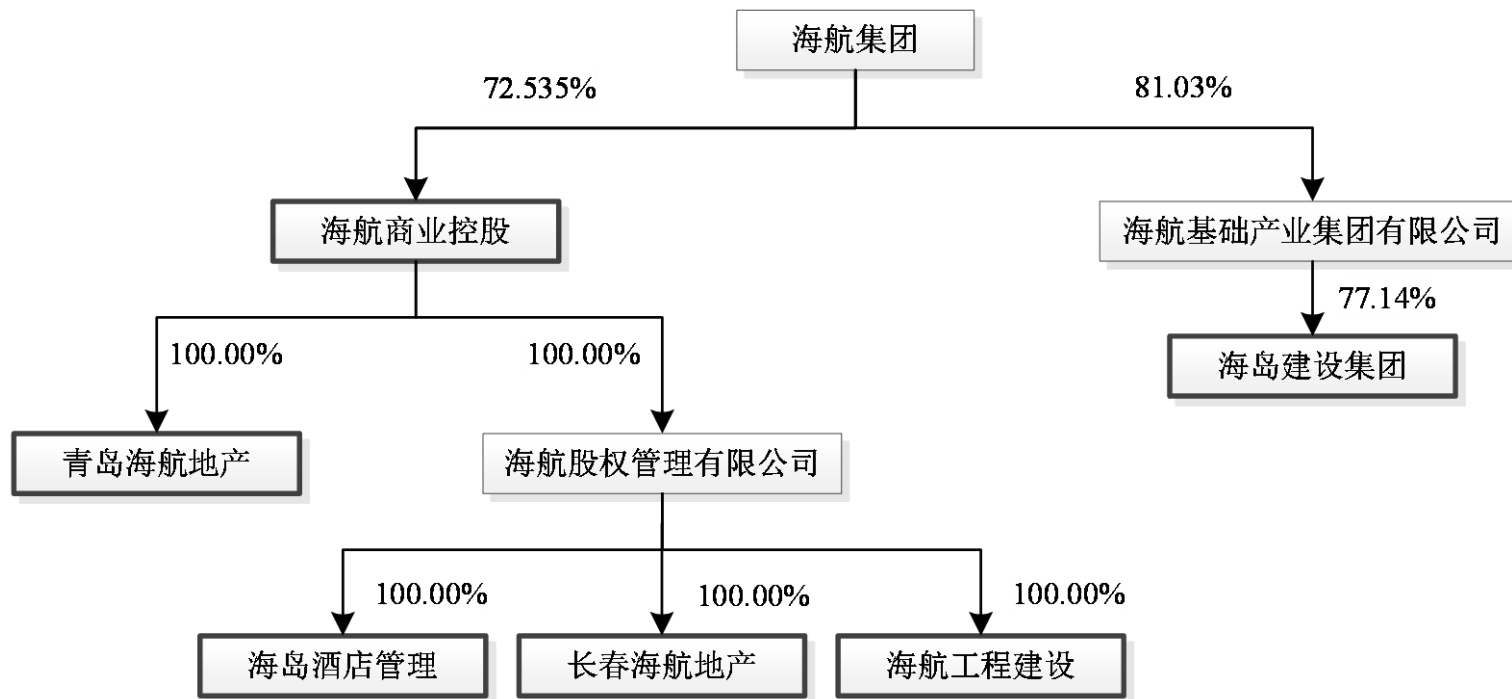 海航集团
72.535%
81.03%
海航商业控股
海航基础产业集团有限公司
77.14%
100.00%
100.00%
海岛建设集团
青岛海航地产
海航股权管理有限公司
100.00%
100.00%
100.00%
海岛酒店管理
长春海航地产
海航工程建设